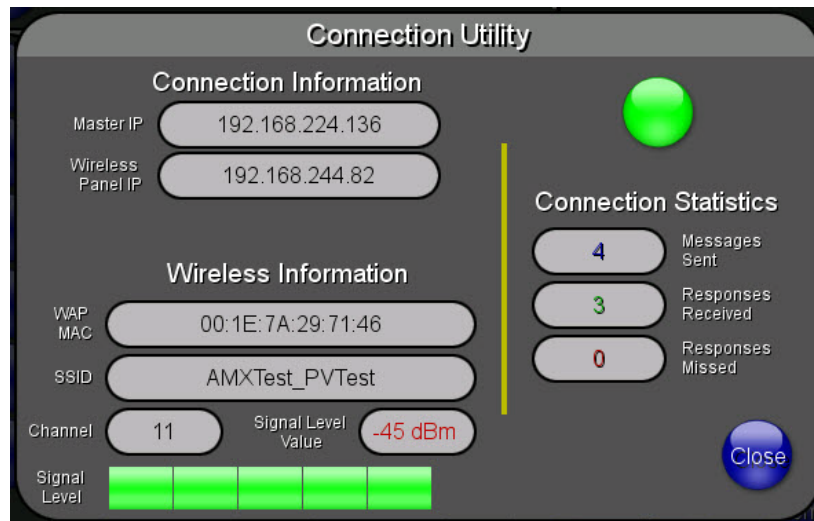 Connection Utility
Connection Information
Master IP
192.168.224.136
Wireless
Panel IP
192.168.244.82
Wireless Information
WAP
MAC
00:1E:7A:29:71:46
SSID
AMXTest_PVTest
Channel
11
Signal Level
Value
-45 dBm
Signal
Level
Connection Statistics
4
Messages
Sent
3
Responses
Received
0
Responses
Missed
Close